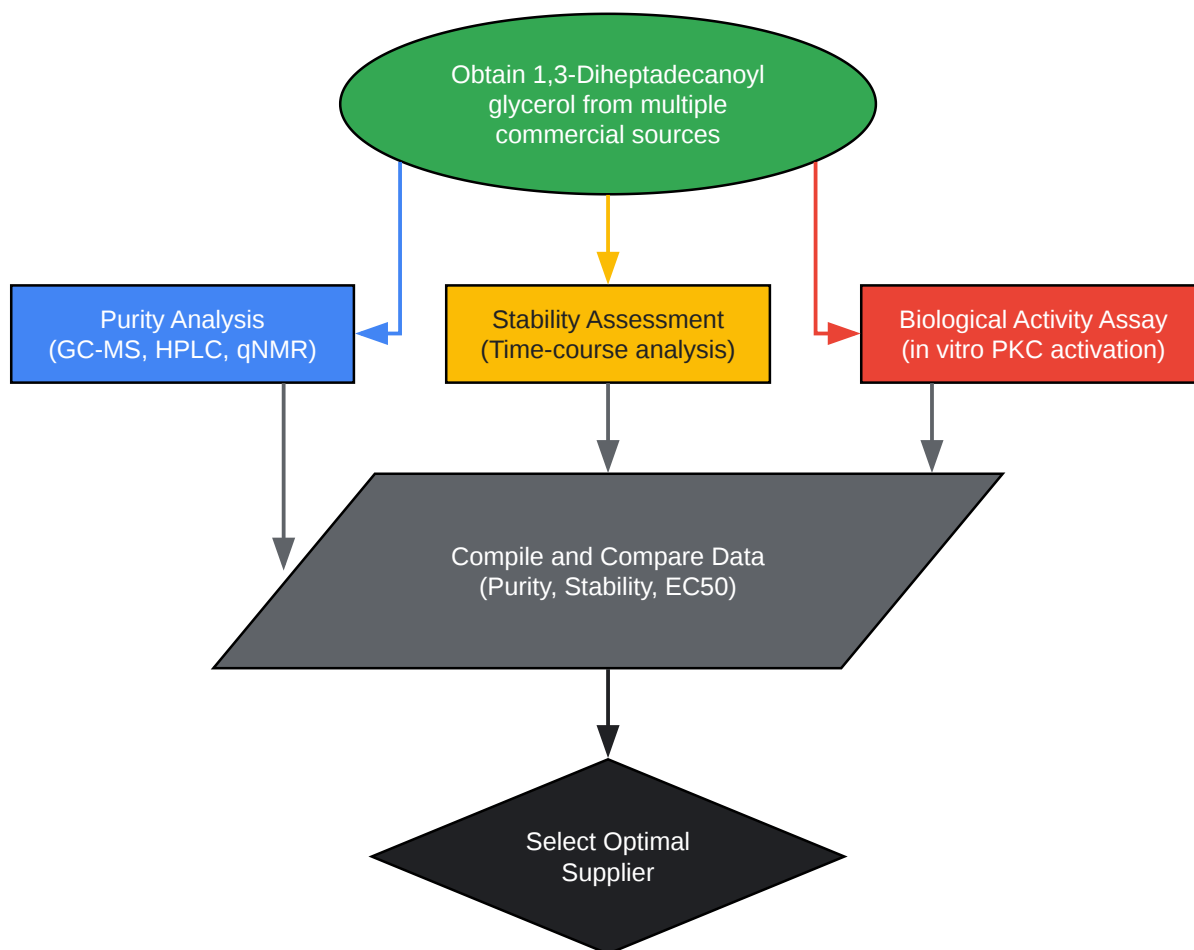 Obtain 1,3-Diheptadecanoyl
glycerol from multiple
commercial sources
Purity Analysis
(GC-MS, HPLC, qNMR)
Stability Assessment
(Time-course analysis)
Biological Activity Assay
(in vitro PKC activation)
Compile and Compare Data
(Purity, Stability, EC50)
Select Optimal
Supplier